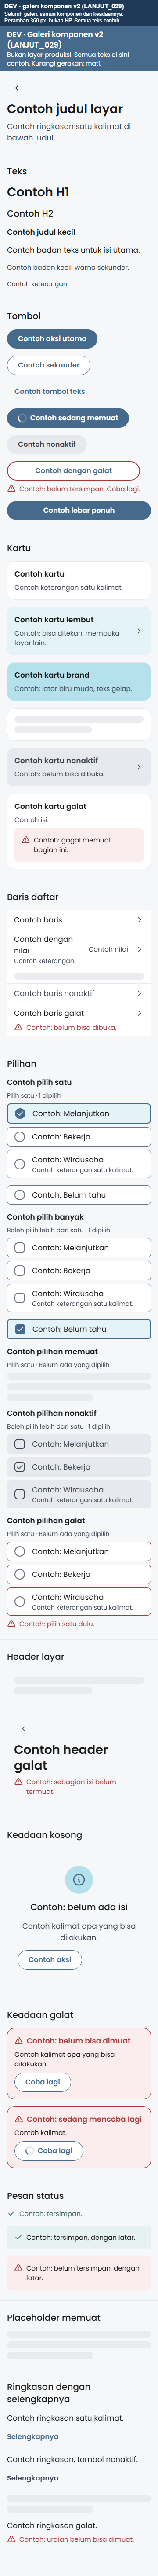 DEV - galeri komponen v2 (LANJUT_029)
Seluruh galeri: semua komponen dan keadaannya.
Potongan 360 px, bukan HP. Semua teks contoh.
DEV · Galeri komponen v2
(LANJUT_029)
Bukan layar produksi. Semua teks di sini
contoh. Kurangi gerakan: mati.
Contoh judul layar
Contoh ringkasan satu kalimat di
bawah judul.
Teks
Contoh H1
Contoh H2
Contoh judul kecil
Contoh badan teks untuk isi utama.
Contoh badan kecil, warna sekunder.
Contoh keterangan.
Tombol
Contoh aksi utama
Contoh sekunder
Contoh tombol teks
Contoh sedang memuat
Contoh nonaktif
Contoh dengan galat
Contoh: belum tersimpan. Coba lagi.
Contoh lebar penuh
Kartu
Contoh kartu
Contoh keterangan satu kalimat.
Contoh kartu lembut
Contoh: bisa ditekan, membuka
layar lain.
Contoh kartu brand
Contoh: latar biru muda, teks gelap.
Contoh kartu nonaktif
Contoh: belum bisa dibuka.
Contoh kartu galat
Contoh isi.
Contoh: gagal memuat
bagian ini.
Baris daftar
Contoh baris
Contoh dengan
nilai
Contoh nilai
Contoh keterangan.
Contoh baris nonaktif
Contoh baris galat
Contoh: belum bisa dibuka.
Pilihan
Contoh pilih satu
Pilih satu · 1 dipilih
Contoh: Melanjutkan
Contoh: Bekerja
Contoh: Wirausaha
Contoh keterangan satu kalimat.
Contoh: Belum tahu
Contoh pilih banyak
Boleh pilih lebih dari satu · 1 dipilih
Contoh: Melanjutkan
Contoh: Bekerja
Contoh: Wirausaha
Contoh keterangan satu kalimat.
Contoh: Belum tahu
Contoh pilihan memuat
Pilih satu · Belum ada yang dipilih
Contoh pilihan nonaktif
Boleh pilih lebih dari satu · 1 dipilih
Contoh: Melanjutkan
Contoh: Bekerja
Contoh: Wirausaha
Contoh keterangan satu kalimat.
Contoh pilihan galat
Pilih satu · Belum ada yang dipilih
Contoh: Melanjutkan
Contoh: Bekerja
Contoh: Wirausaha
Contoh keterangan satu kalimat.
Contoh: pilih satu dulu.
Header layar
Contoh header
galat
Contoh: sebagian isi belum
termuat.
Keadaan kosong
Contoh: belum ada isi
Contoh kalimat apa yang bisa
dilakukan.
Contoh aksi
Keadaan galat
Contoh: belum bisa dimuat
Contoh kalimat apa yang bisa
dilakukan.
Coba lagi
Contoh: sedang mencoba lagi
Contoh kalimat.
Coba lagi
Pesan status
Contoh: tersimpan.
Contoh: tersimpan, dengan latar.
Contoh: belum tersimpan, dengan
latar.
Placeholder memuat
Ringkasan dengan
selengkapnya
Contoh ringkasan satu kalimat.
Selengkapnya
Contoh ringkasan, tombol nonaktif.
Selengkapnya
Contoh ringkasan galat.
Contoh: uraian belum bisa dimuat.